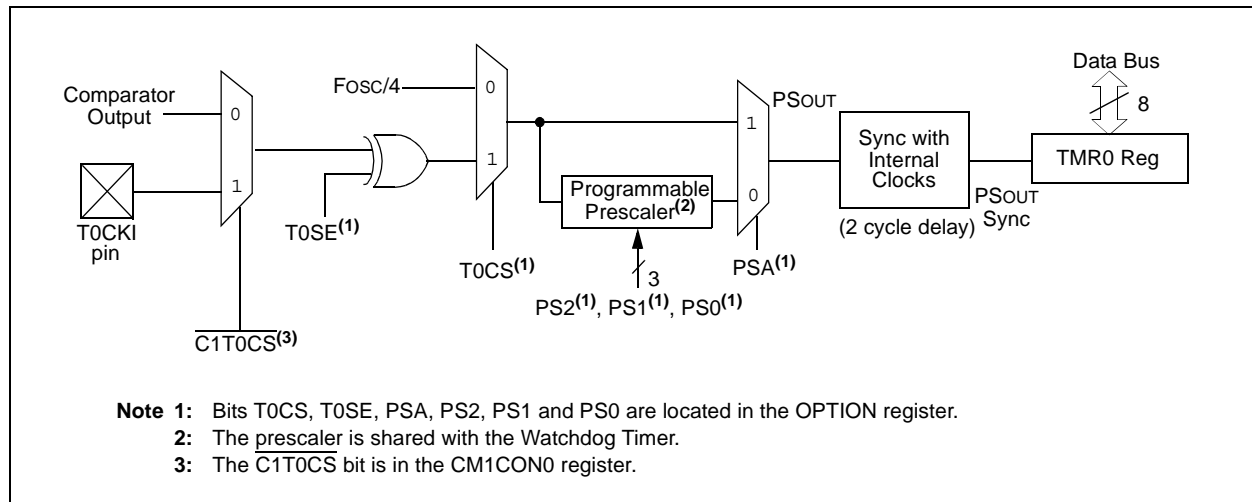 Data Bus
8
FOSC/4
0
1
PSOUT
Comparator
Output
0
1
T0CKI
pin
T0SE(1)
Programmable
Prescaler(2)
1
0
Sync with
Internal
Clocks
(2 cycle delay)
PSOUT
Sync
TMR0 Reg
T0CS(1)
3
PSA(1)
PS2(1), PS1(1), PS0(1)
C1T0CS(3)
Note 1: Bits T0CS, T0SE, PSA, PS2, PS1 and PS0 are located in the OPTION register.
2: The prescaler is shared with the Watchdog Timer.
3: The C1T0CS bit is in the CM1CON0 register.